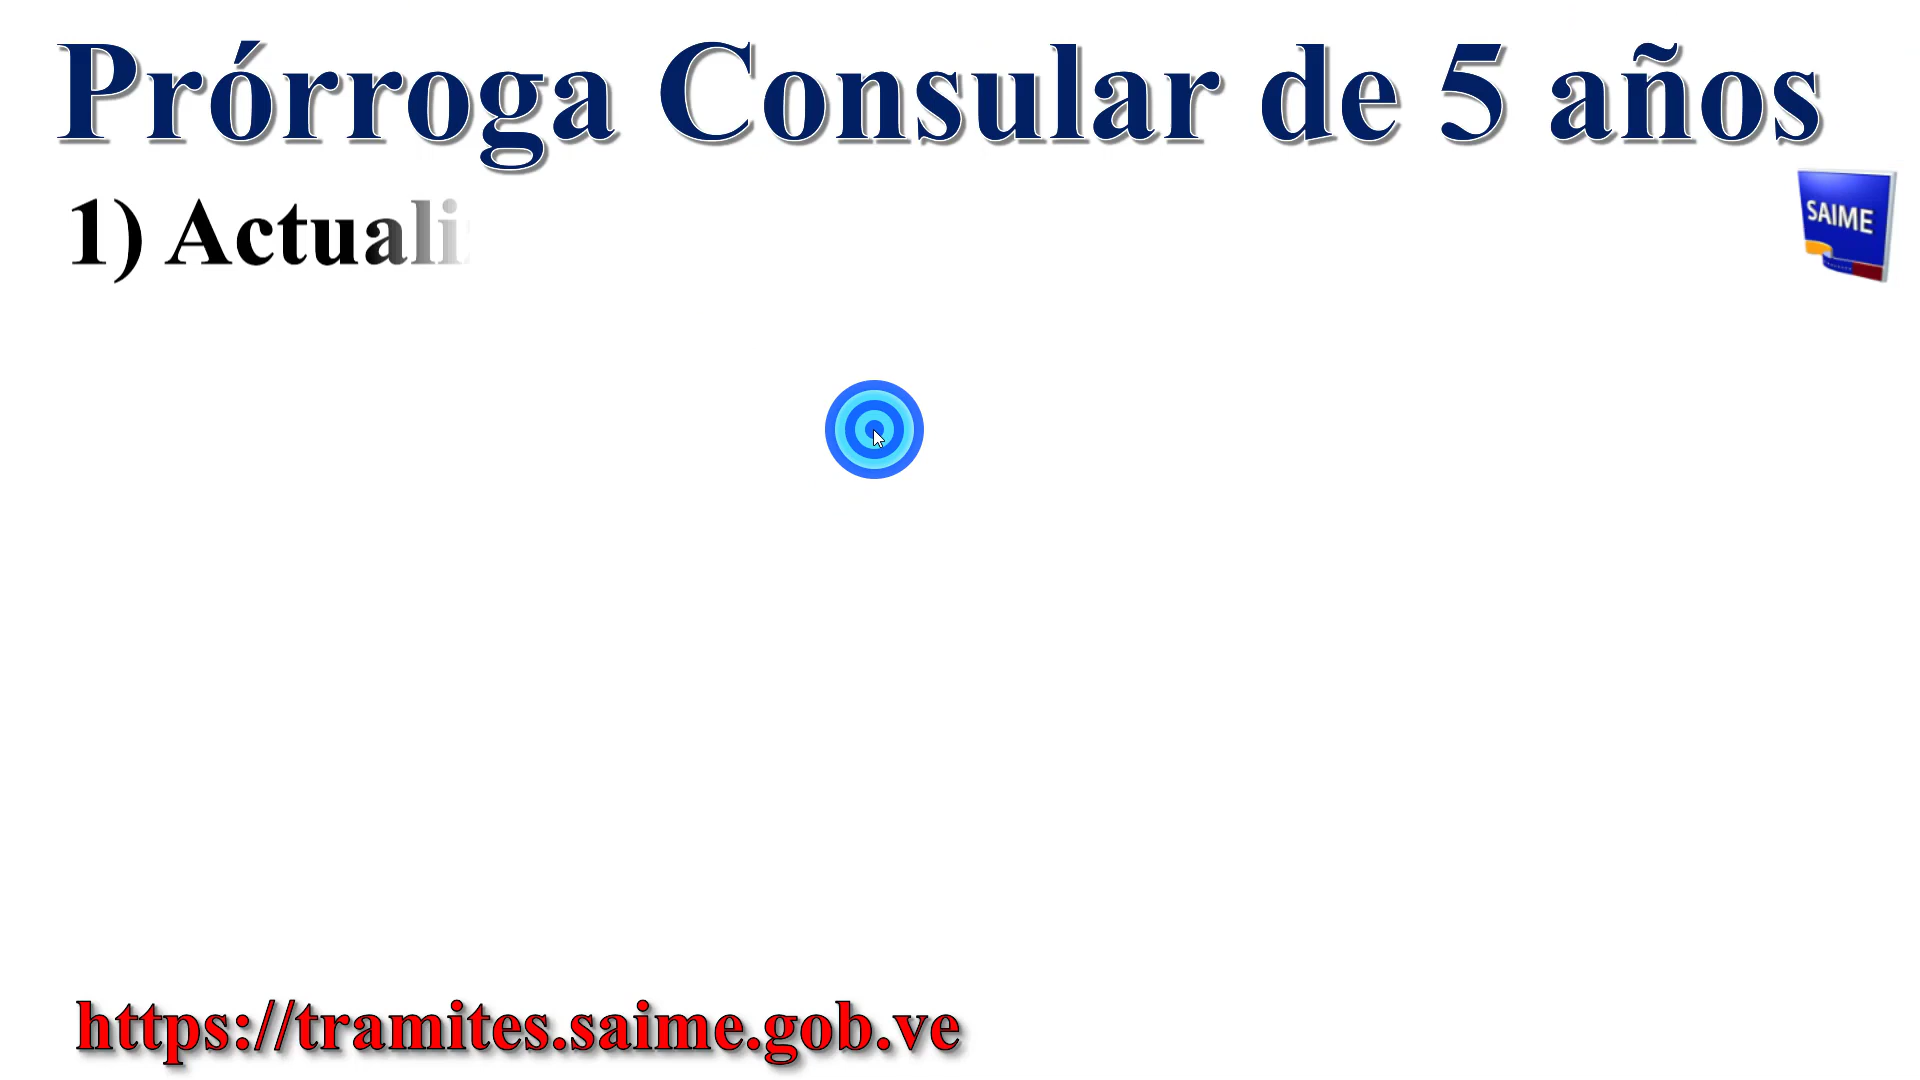 Prórroga Consular de 5 años
1) Actuali
SAIME
https://tramites.saime.gob.ve